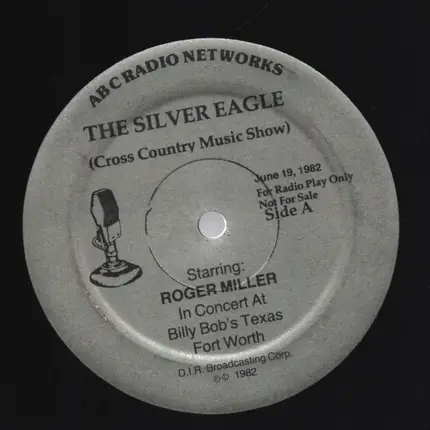 ABC RADIO NETWORKS
THE SILVER EAGLE
(Cross Country Music Show)
June 19, 1982
For Radio Play Only
Not For Sale
Side A
Starring:
ROGER MILLER
In Concert At
Billy Bob's Texas
Fort Worth
D.I.R. Broadcasting Corp.
℗© 1982